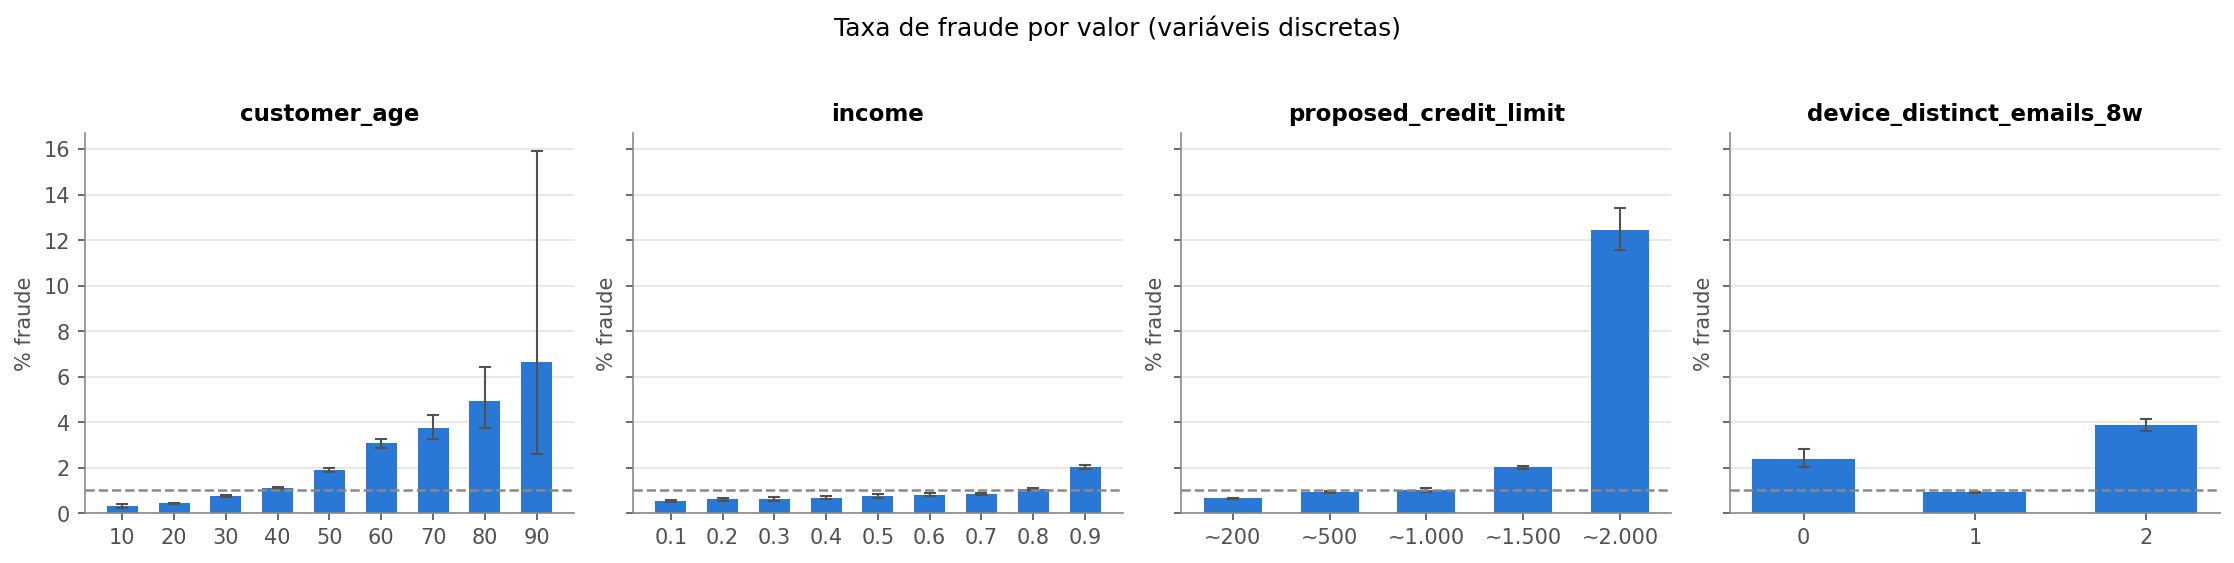 Taxa de fraude por valor (variáveis discretas)
customer_age
% fraude
16
14
12
10
8
6
4
2
0
10 20 30 40 50 60 70 80 90
income
% fraude
0.1 0.2 0.3 0.4 0.5 0.6 0.7 0.8 0.9
proposed_credit_limit
% fraude
~200 ~500 ~1.000 ~1.500 ~2.000
device_distinct_emails_8w
% fraude
0 1 2